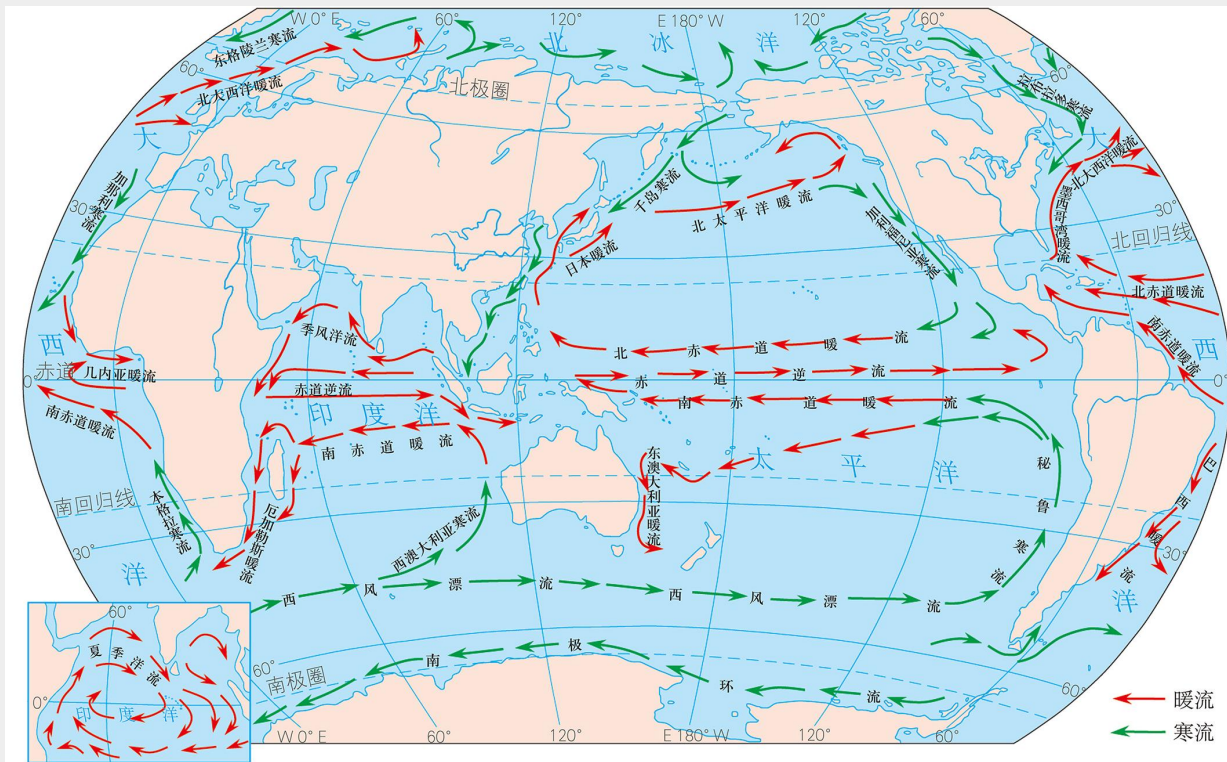 W 0° E
60°
120°
E 180° W
120°
60°
北冰洋
东格陵兰寒流
60°
北大西洋暖流
北极圈
拉布拉多寒流
60°
大
大
北大西洋暖流
千岛寒流
加那利寒流
墨西哥湾暖流
北太平洋暖流
加利福尼亚寒流
30°
30°
北回归线
日本暖流
北赤道暖流
季风洋流
南赤道暖流
西
西
北赤道暖流
几内亚暖流
0°
赤道
赤道逆流
赤道逆流
0°
南赤道暖流
印度洋
南赤道暖流
南赤道暖流
东澳大利亚暖流
太平洋
秘鲁寒流
巴西暖流
南回归线
本格拉寒流
厄加勒斯暖流
西澳大利亚寒流
30°
30°
洋
洋
西风漂流
西风漂流
60°
夏季洋流
0°
印度洋
60°
南极圈
南极环流
60°
暖流
寒流
W 0° E
60°
120°
E 180° W
120°
60°